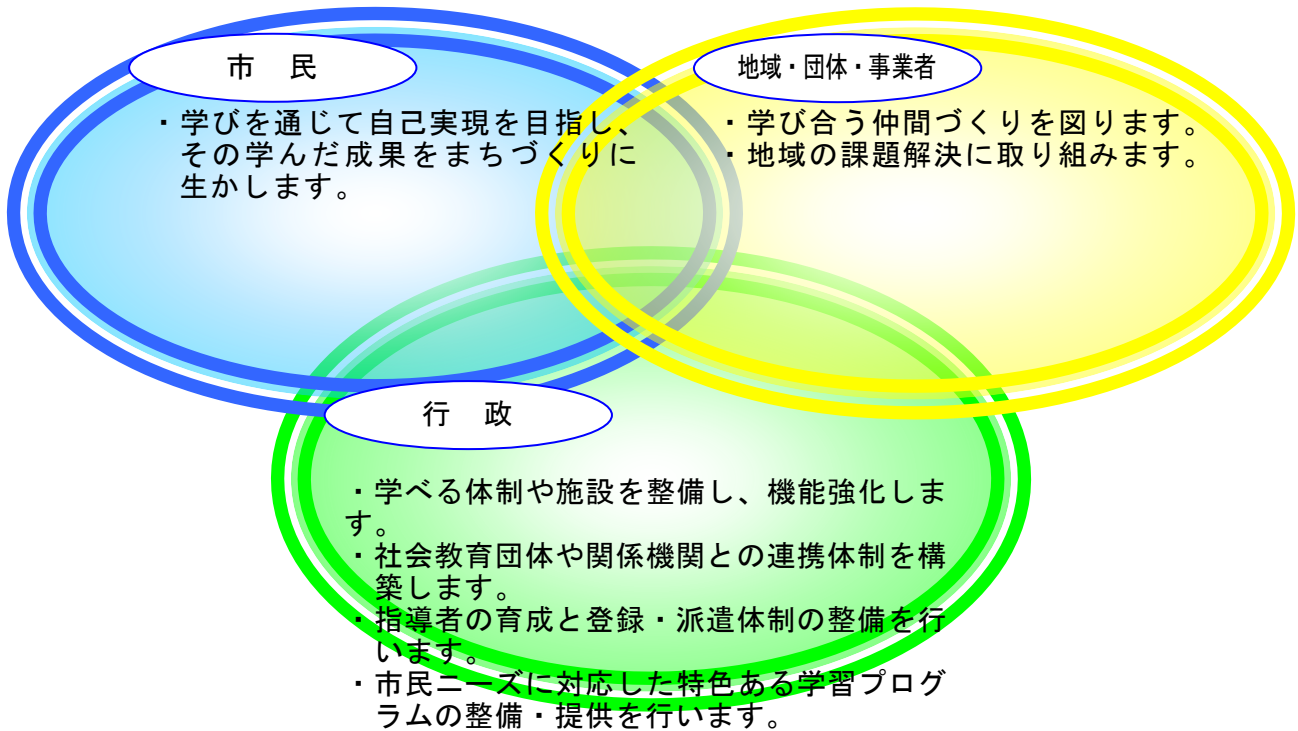 市　民
・学びを通じて自己実現を目指し、
その学んだ成果をまちづくりに
生かします。
地域・団体・事業者
・学び合う仲間づくりを図ります。
・地域の課題解決に取り組みます。
行　政
・学べる体制や施設を整備し、機能強化しま
す。
・社会教育団体や関係機関との連携体制を構
築します。
・指導者の育成と登録・派遣体制の整備を行
います。
・市民ニーズに対応した特色ある学習プログ
ラムの整備・提供を行います。